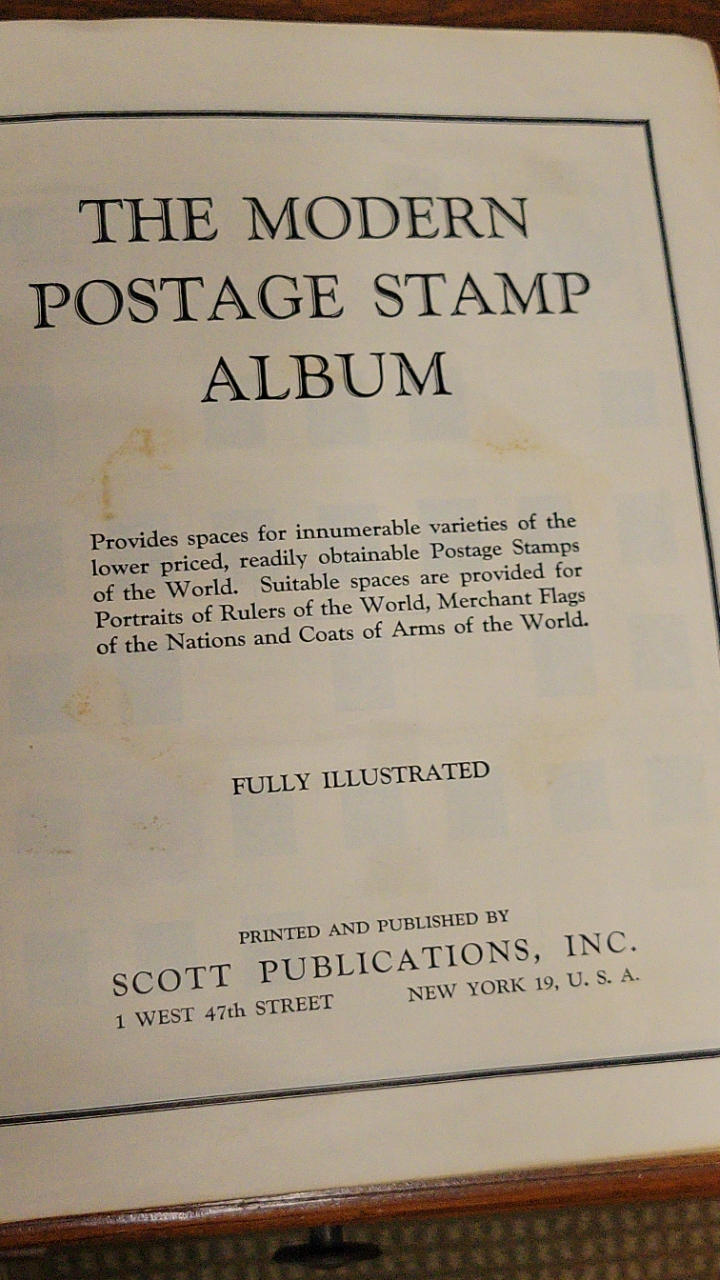 THE MODERN
POSTAGE STAMP
ALBUM
Provides spaces for innumerable varieties of the
lower priced, readily obtainable Postage Stamps
of the World. Suitable spaces are provided for
Portraits of Rulers of the World, Merchant Flags
of the Nations and Coats of Arms of the World.
FULLY ILLUSTRATED
PRINTED AND PUBLISHED BY
SCOTT PUBLICATIONS, INC.
1 WEST 47th STREET NEW YORK 19, U. S. A.